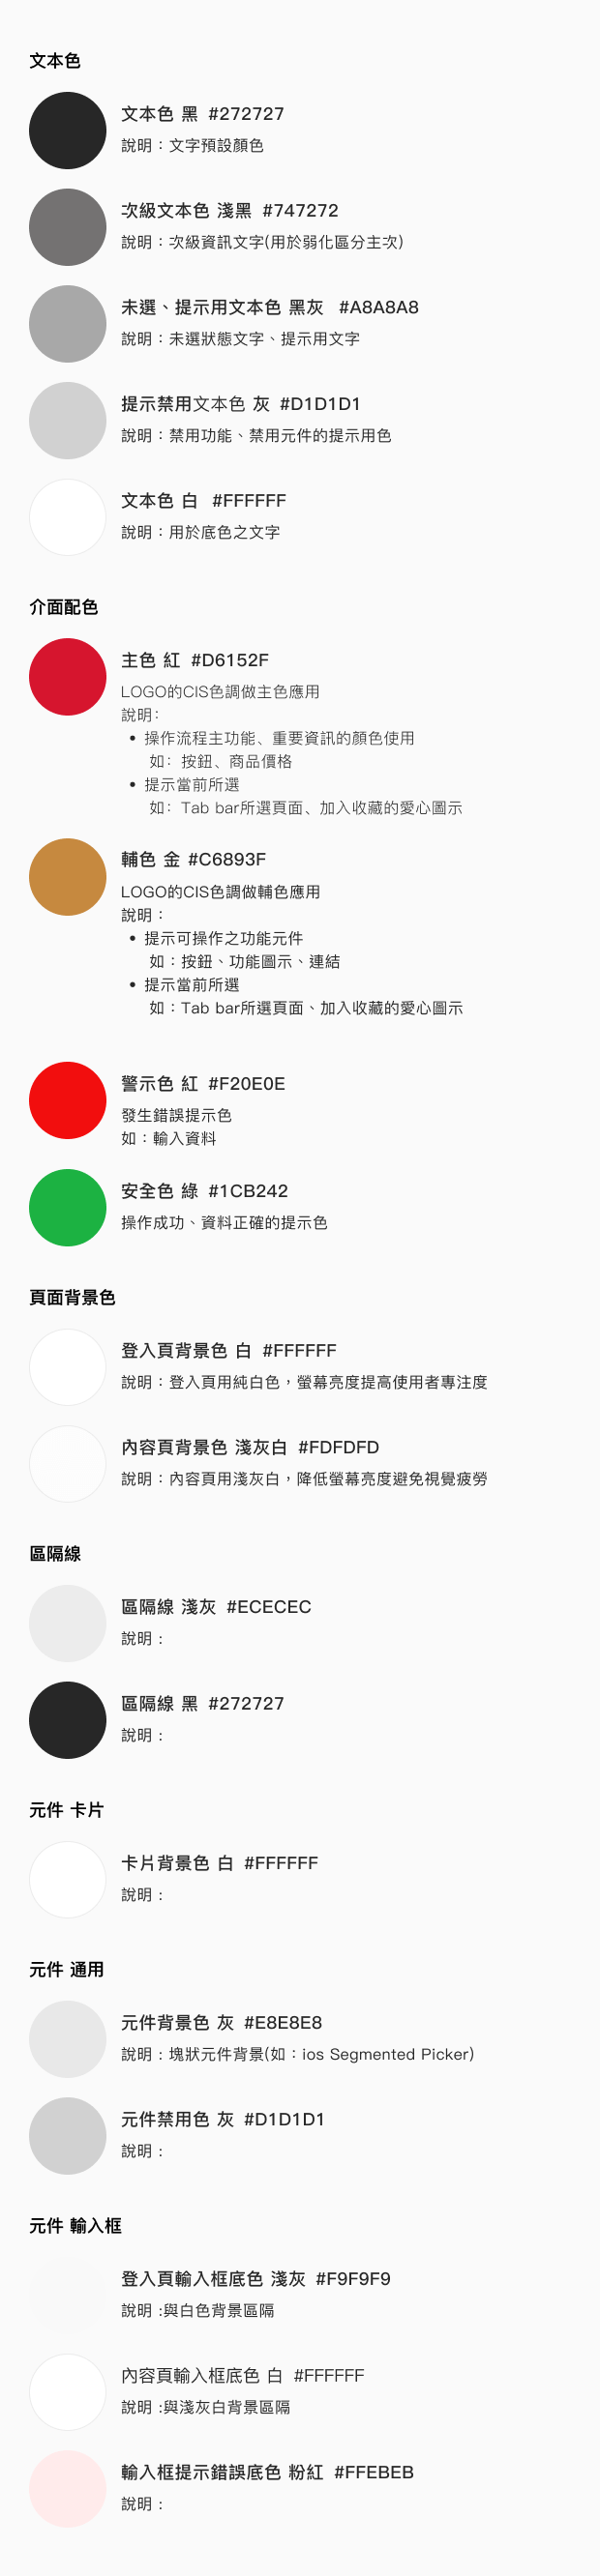 文本色
文本色 黑 #272727
說明：文字預設顏色
次級文本色 淺黑 #747272
說明：次級資訊文字(用於弱化區分主次)
未選、提示用文本色 黑灰 #A8A8A8
說明：未選狀態文字、提示用文字
提示禁用文本色 灰 #D1D1D1
說明：禁用功能、禁用元件的提示用色
文本色 白 #FFFFFF
說明：用於底色之文字
介面配色
主色 紅 #D6152F
LOGO的CIS色調做主色應用
說明：
• 操作流程主功能、重要資訊的顏色使用
如：按鈕、商品價格
• 提示當前所選
如：Tab bar所選頁面、加入收藏的愛心圖示
輔色 金 #C6893F
LOGO的CIS色調做輔色應用
說明：
• 提示可操作之功能元件
如：按鈕、功能圖示、連結
• 提示當前所選
如：Tab bar所選頁面、加入收藏的愛心圖示
警示色 紅 #F20E0E
發生錯誤提示色
如：輸入資料
安全色 綠 #1CB242
操作成功、資料正確的提示色
頁面背景色
登入頁背景色 白 #FFFFFF
說明：登入頁用純白色，螢幕亮度提高使用者專注度
內容頁背景色 淺灰白 #FDFDFD
說明：內容頁用淺灰白，降低螢幕亮度避免視覺疲勞
區隔線
區隔線 淺灰 #ECECEC
說明 :
區隔線 黑 #272727
說明 :
元件 卡片
卡片背景色 白 #FFFFFF
說明 :
元件 通用
元件背景色 灰 #E8E8E8
說明 : 塊狀元件背景(如：ios Segmented Picker)
元件禁用色 灰 #D1D1D1
說明 :
元件 輸入框
登入頁輸入框底色 淺灰 #F9F9F9
說明 :與白色背景區隔
內容頁輸入框底色 白 #FFFFFF
說明 :與淺灰白背景區隔
輸入框提示錯誤底色 粉紅 #FFEBEB
說明 :